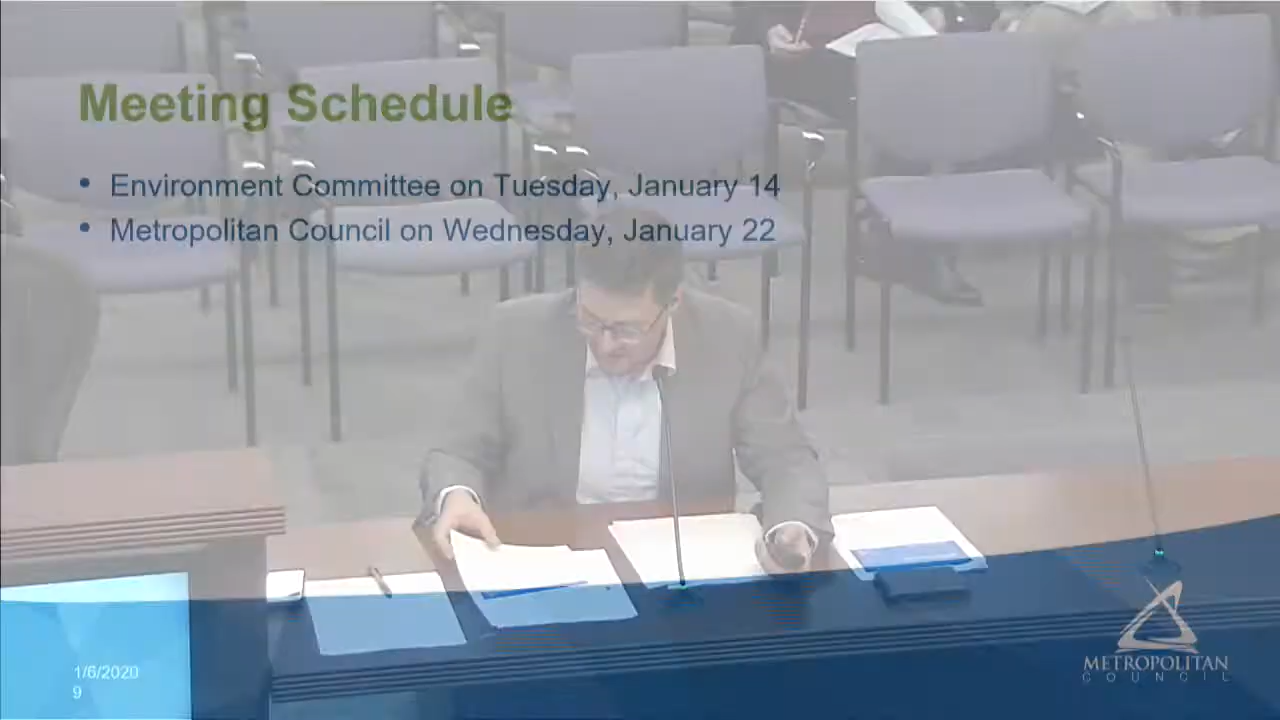 Meeting Schedule
• Environment Committee on Tuesday, January 14
• Metropolitan Council on Wednesday, January 22
1/6/2020
9
METROPOLITAN
COUNCIL